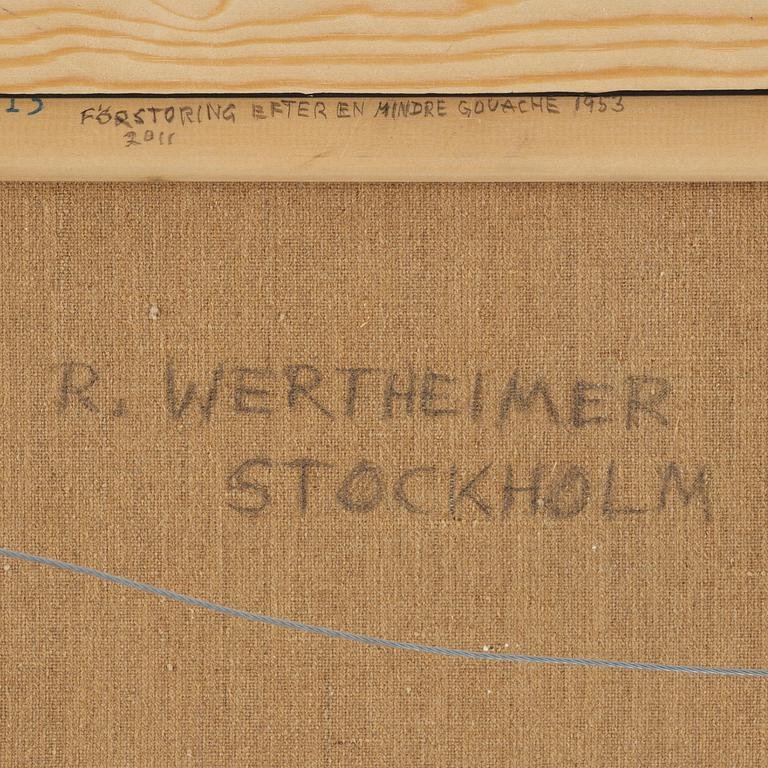 FÖRSTORING EFTER EN MINDRE GOUACHE 1953
2011
R. WERTHEIMER
STOCKHOLM